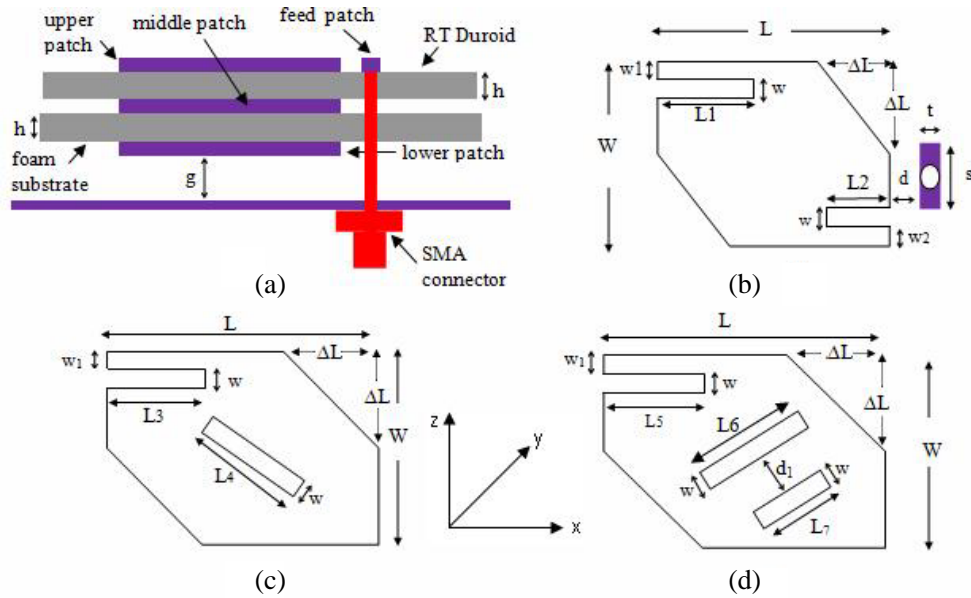 upper
patch
middle patch
feed patch
RT Duroid
h
h
foam
substrate
g
lower patch
SMA
connector
(a)
L
w1
w
ΔL
ΔL
L1
W
t
s
L2
d
w
w2
(b)
L
w1
w
ΔL
ΔL
L3
W
L4
w
(c)
z
y
x
L
w1
w
ΔL
ΔL
L5
L6
W
d1
w
w
L7
(d)